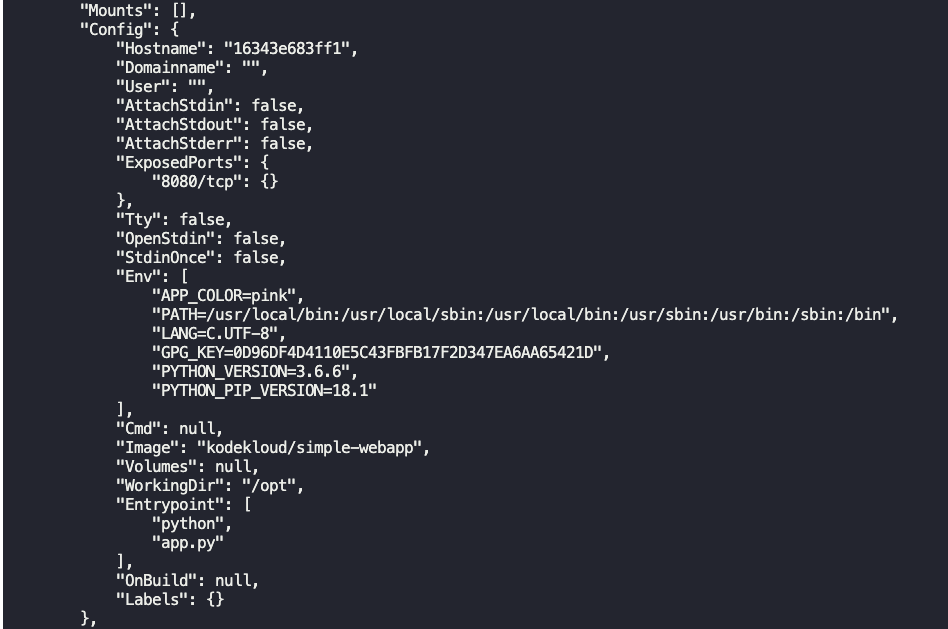 "Mounts": [],
"Config": {
"Hostname": "16343e683ff1",
"Domainname": "",
"User": "",
"AttachStdin": false,
"AttachStdout": false,
"AttachStderr": false,
"ExposedPorts": {
"8080/tcp": {}
},
"Tty": false,
"OpenStdin": false,
"StdinOnce": false,
"Env": [
"APP_COLOR=pink",
"PATH=/usr/local/bin:/usr/local/sbin:/usr/local/bin:/usr/sbin:/usr/bin:/sbin:/bin",
"LANG=C.UTF-8",
"GPG_KEY=0D96DF4D4110E5C43FBFB17F2D347EA6AA65421D",
"PYTHON_VERSION=3.6.6",
"PYTHON_PIP_VERSION=18.1"
],
"Cmd": null,
"Image": "kodekloud/simple-webapp",
"Volumes": null,
"WorkingDir": "/opt",
"Entrypoint": [
"python",
"app.py"
],
"OnBuild": null,
"Labels": {}
},